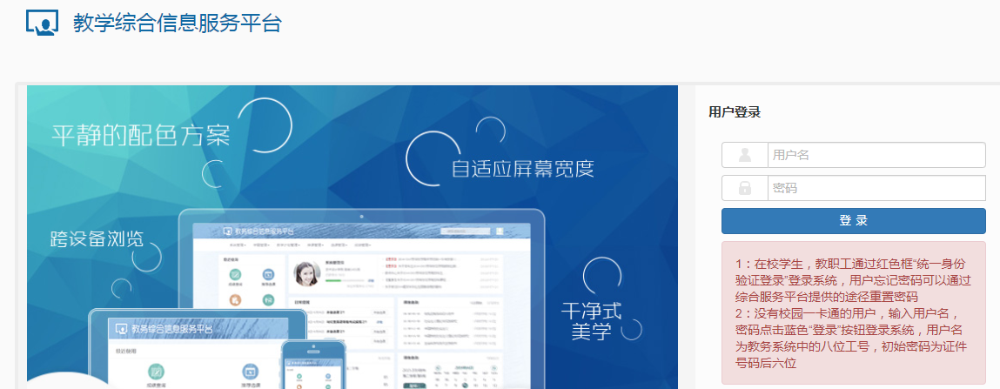 教学综合信息服务平台
平静的配色方案
自适应屏幕宽度
跨设备浏览
教务综合信息服务平台
干净式
美学
教务综合信息服务平台
用户登录
用户名
密码
登 录
1：在校学生，教职工通过红色框“统一身份
验证登录”登录系统，用户忘记密码可以通过
综合服务平台提供的途径重置密码
2：没有校园一卡通的用户，输入用户名，
密码点击蓝色“登录”按钮登录系统，用户名
为教务系统中的八位工号，初始密码为证件
号码后六位